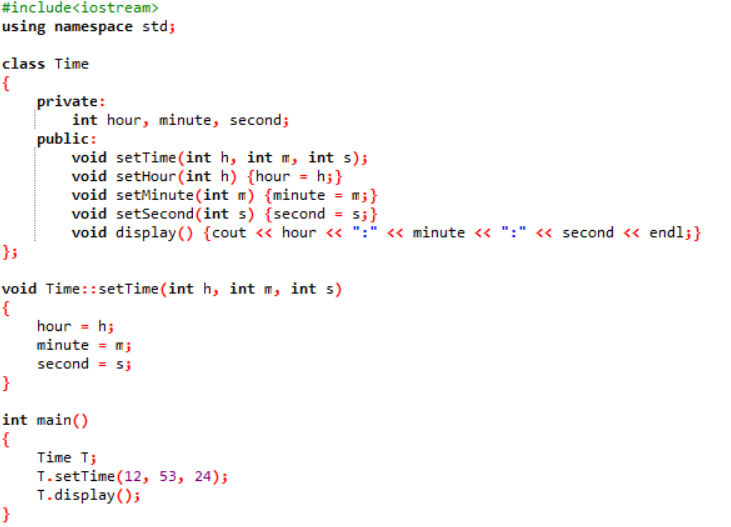 #include<iostream>
using namespace std;

class Time
{
    private:
        int hour, minute, second;
    public:
        void setTime(int h, int m, int s);
        void setHour(int h) {hour = h;}
        void setMinute(int m) {minute = m;}
        void setSecond(int s) {second = s;}
        void display() {cout << hour << ":" << minute << ":" << second << endl;}
};

void Time::setTime(int h, int m, int s)
{
    hour = h;
    minute = m;
    second = s;
}

int main()
{
    Time T;
    T.setTime(12, 53, 24);
    T.display();
}